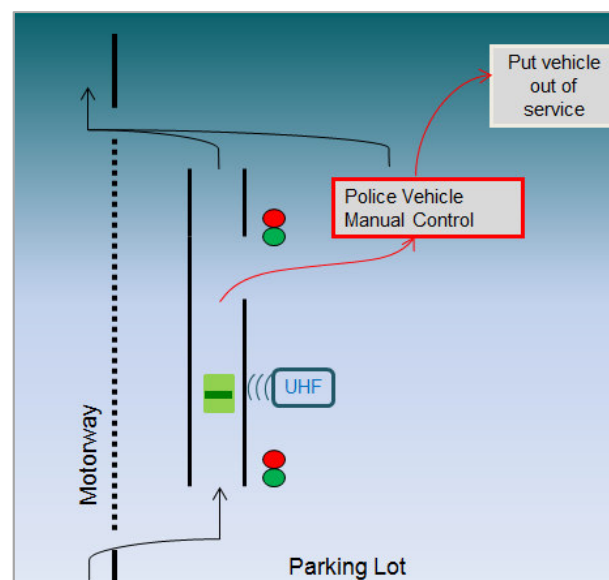 Put vehicle
out of
service
Police Vehicle
Manual Control
UHF
Motorway
Parking Lot